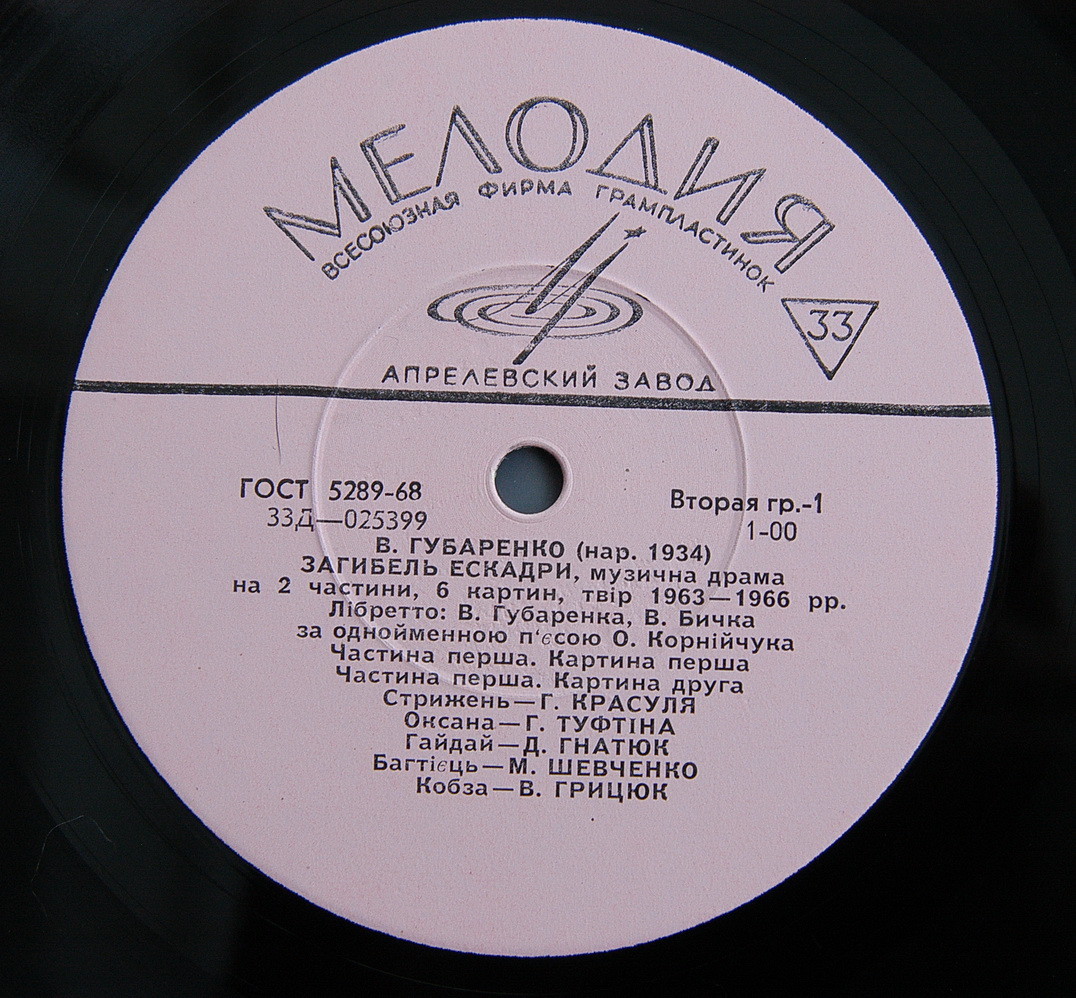 МЕЛОДИЯ
ВСЕСОЮЗНАЯ ФИРМА ГРАМПЛАСТИНОК
33
АПРЕЛЕВСКИЙ ЗАВОД
ГОСТ 5289-68
Вторая гр.-1
33Д—025399
1-00
В. ГУБАРЕНКО (нар. 1934)
ЗАГИБЕЛЬ ЕСКАДРИ, музична драма
на 2 частини, 6 картин, твір 1963—1966 рр.
Лібретто: В. Губаренка, В. Бичка
за однойменною п'єсою О. Корнійчука
Частина перша. Картина перша
Частина перша. Картина друга
Стрижень—Г. КРАСУЛЯ
Оксана—Г. ТУФТІНА
Гайдай—Д. ГНАТЮК
Багтієць—М. ШЕВЧЕНКО
Кобза—В. ГРИЦЮК